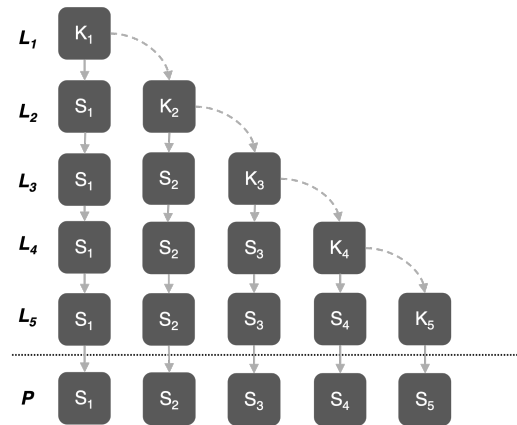 L₁ K₁
L₂ S₁ K₂
L₃ S₁ S₂ K₃
L₄ S₁ S₂ S₃ K₄
L₅ S₁ S₂ S₃ S₄ K₅
P S₁ S₂ S₃ S₄ S₅